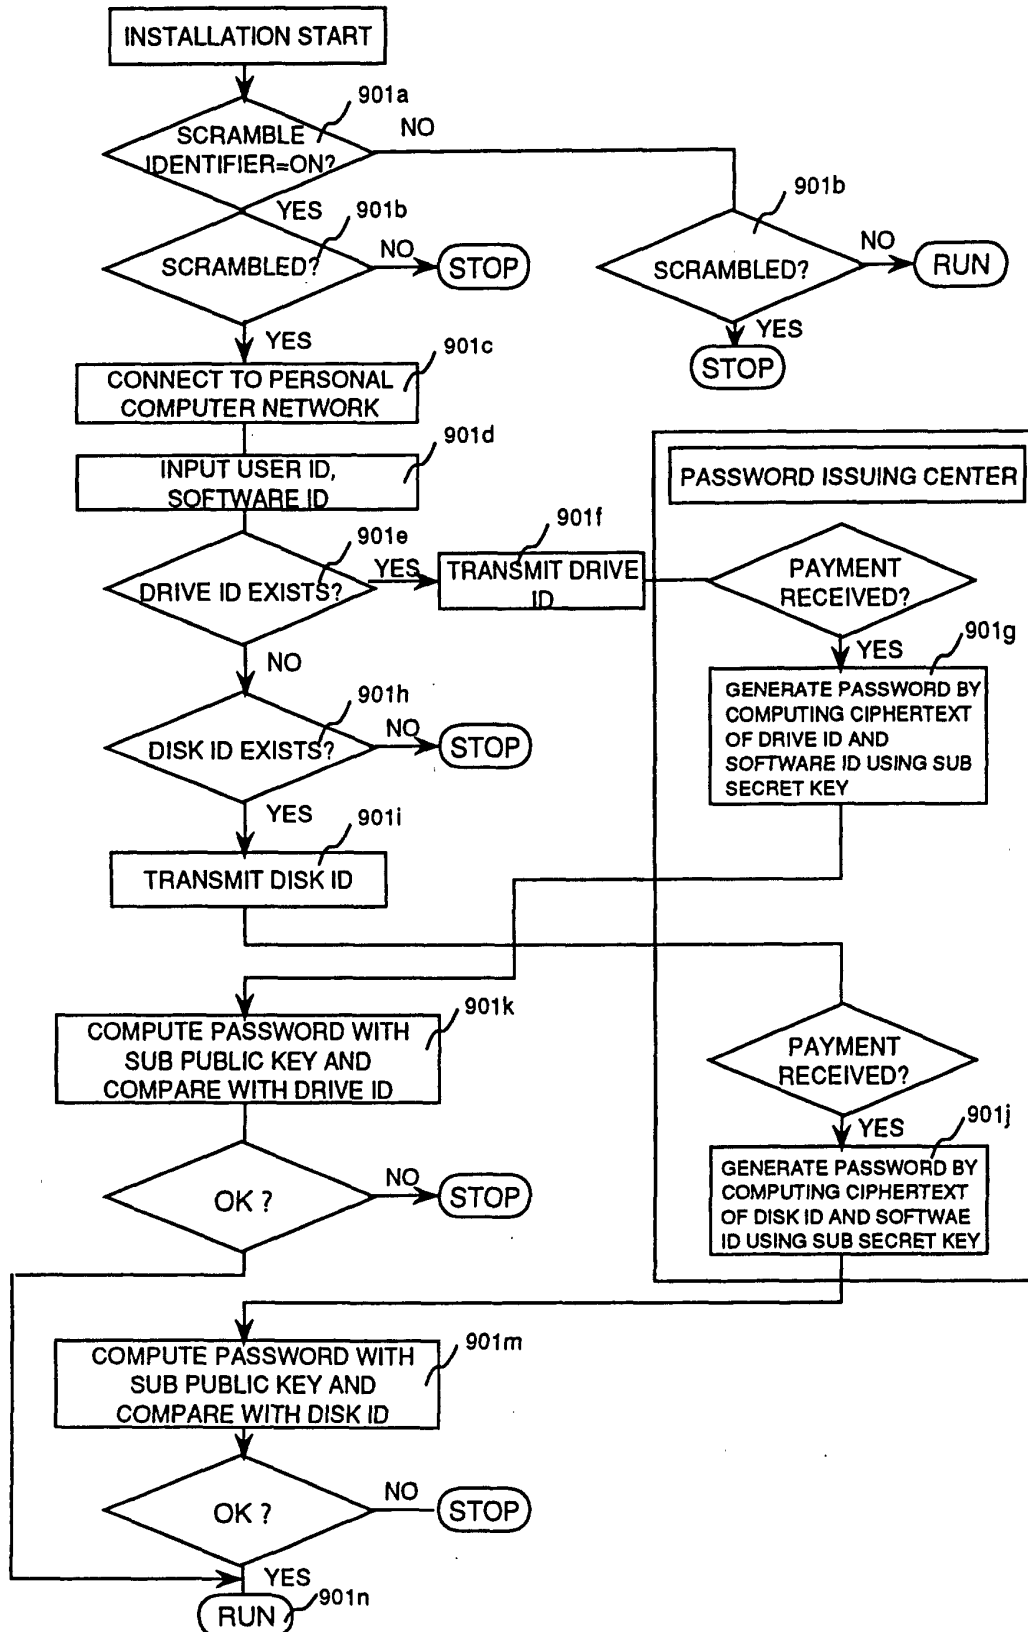 INSTALLATION START
901a
SCRAMBLE
IDENTIFIER=ON?
NO
YES
901b
SCRAMBLED?
NO
STOP
901b
SCRAMBLED?
NO
RUN
YES
STOP
YES
901c
CONNECT TO PERSONAL
COMPUTER NETWORK
901d
INPUT USER ID,
SOFTWARE ID
PASSWORD ISSUING CENTER
901e
DRIVE ID EXISTS?
YES
901f
TRANSMIT DRIVE
ID
PAYMENT
RECEIVED?
YES
901g
GENERATE PASSWORD BY
COMPUTING CIPHERTEXT
OF DRIVE ID AND
SOFTWARE ID USING SUB
SECRET KEY
NO
901h
DISK ID EXISTS?
NO
STOP
YES
901i
TRANSMIT DISK ID
901k
COMPUTE PASSWORD WITH
SUB PUBLIC KEY AND
COMPARE WITH DRIVE ID
PAYMENT
RECEIVED?
YES
901j
GENERATE PASSWORD BY
COMPUTING CIPHERTEXT
OF DISK ID AND SOFTWAE
ID USING SUB SECRET KEY
OK ?
NO
STOP
901m
COMPUTE PASSWORD WITH
SUB PUBLIC KEY AND
COMPARE WITH DISK ID
OK ?
NO
STOP
YES
901n
RUN